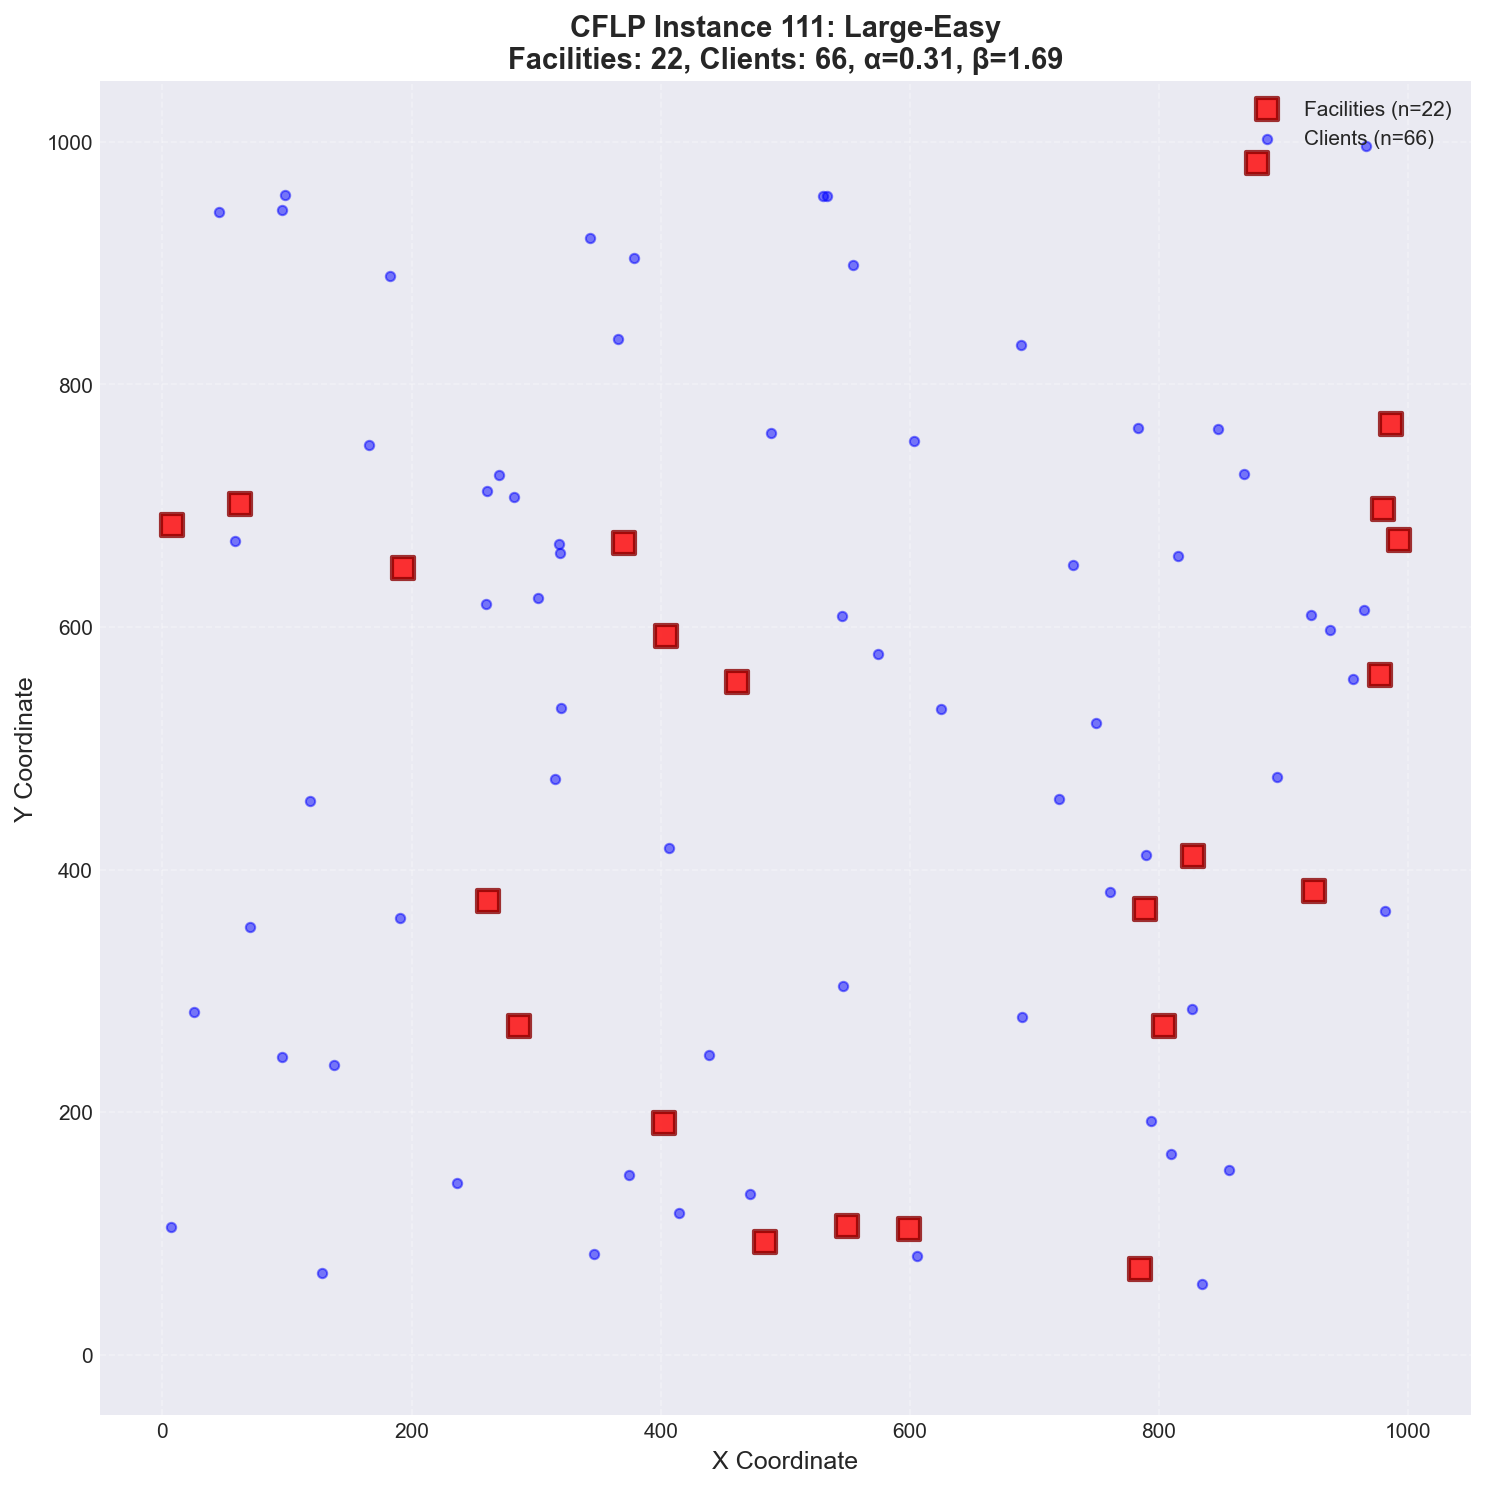 CFLP Instance 111: Large-Easy
Facilities: 22, Clients: 66, α=0.31, β=1.69
Facilities (n=22)
Clients (n=66)
1000
800
600
400
200
0
Y Coordinate
0 200 400 600 800 1000
X Coordinate